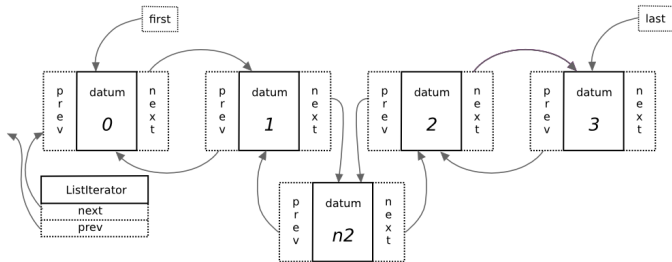 first
last
prev
datum
0
next
prev
datum
1
next
prev
datum
2
next
prev
datum
3
next
ListIterator
next
prev
prev
datum
n2
next